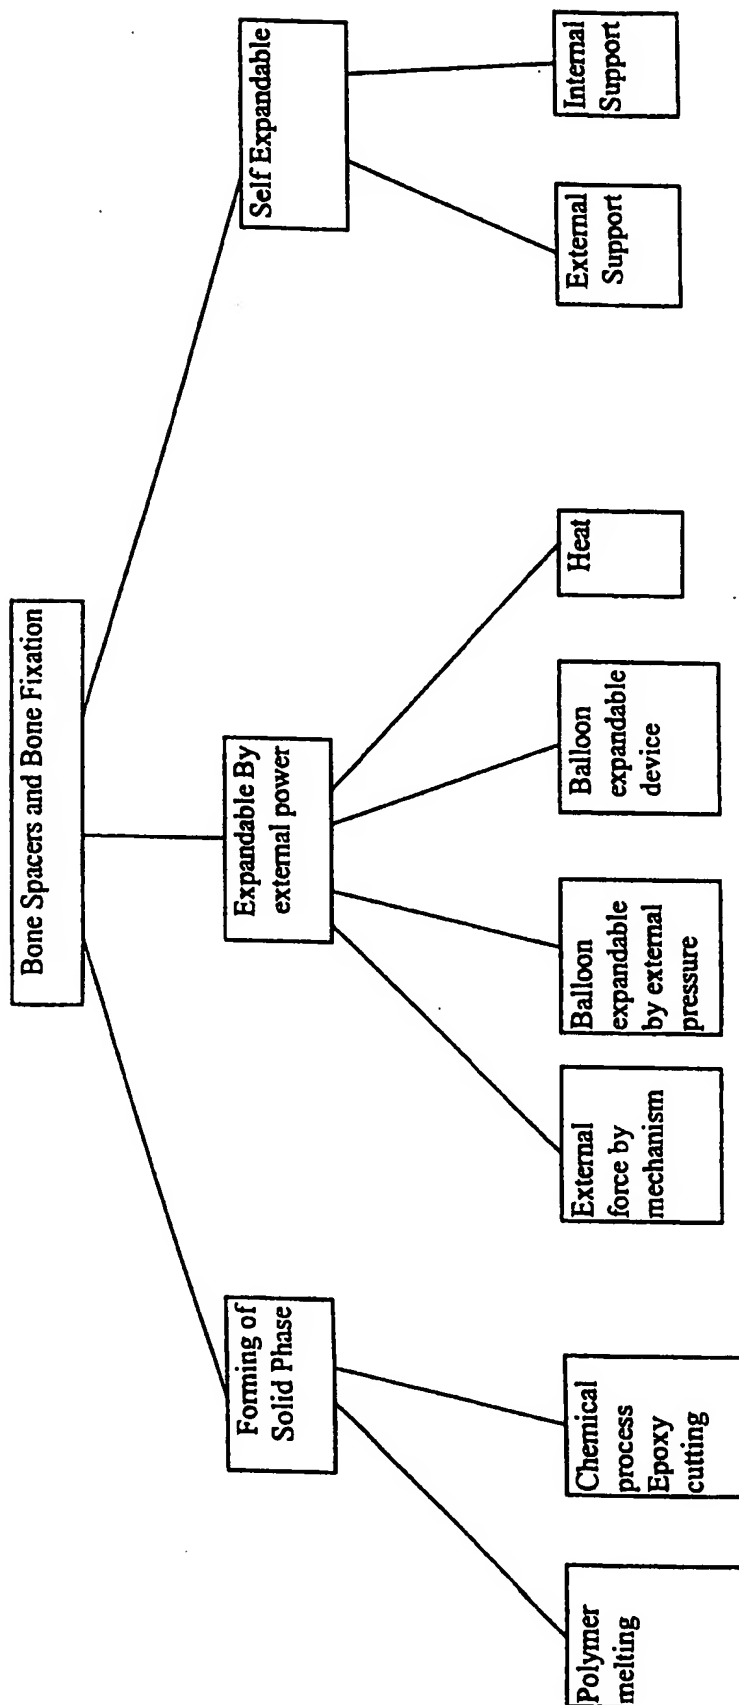 Bone Spacers and Bone Fixation
Forming of
Solid Phase
Expandable By
external power
Self Expandable
Polymer
melting
Chemical
process
Epoxy
cutting
External
force by
mechanism
Balloon
expandable
by external
pressure
Balloon
expandable
device
Heat
External
Support
Internal
Support